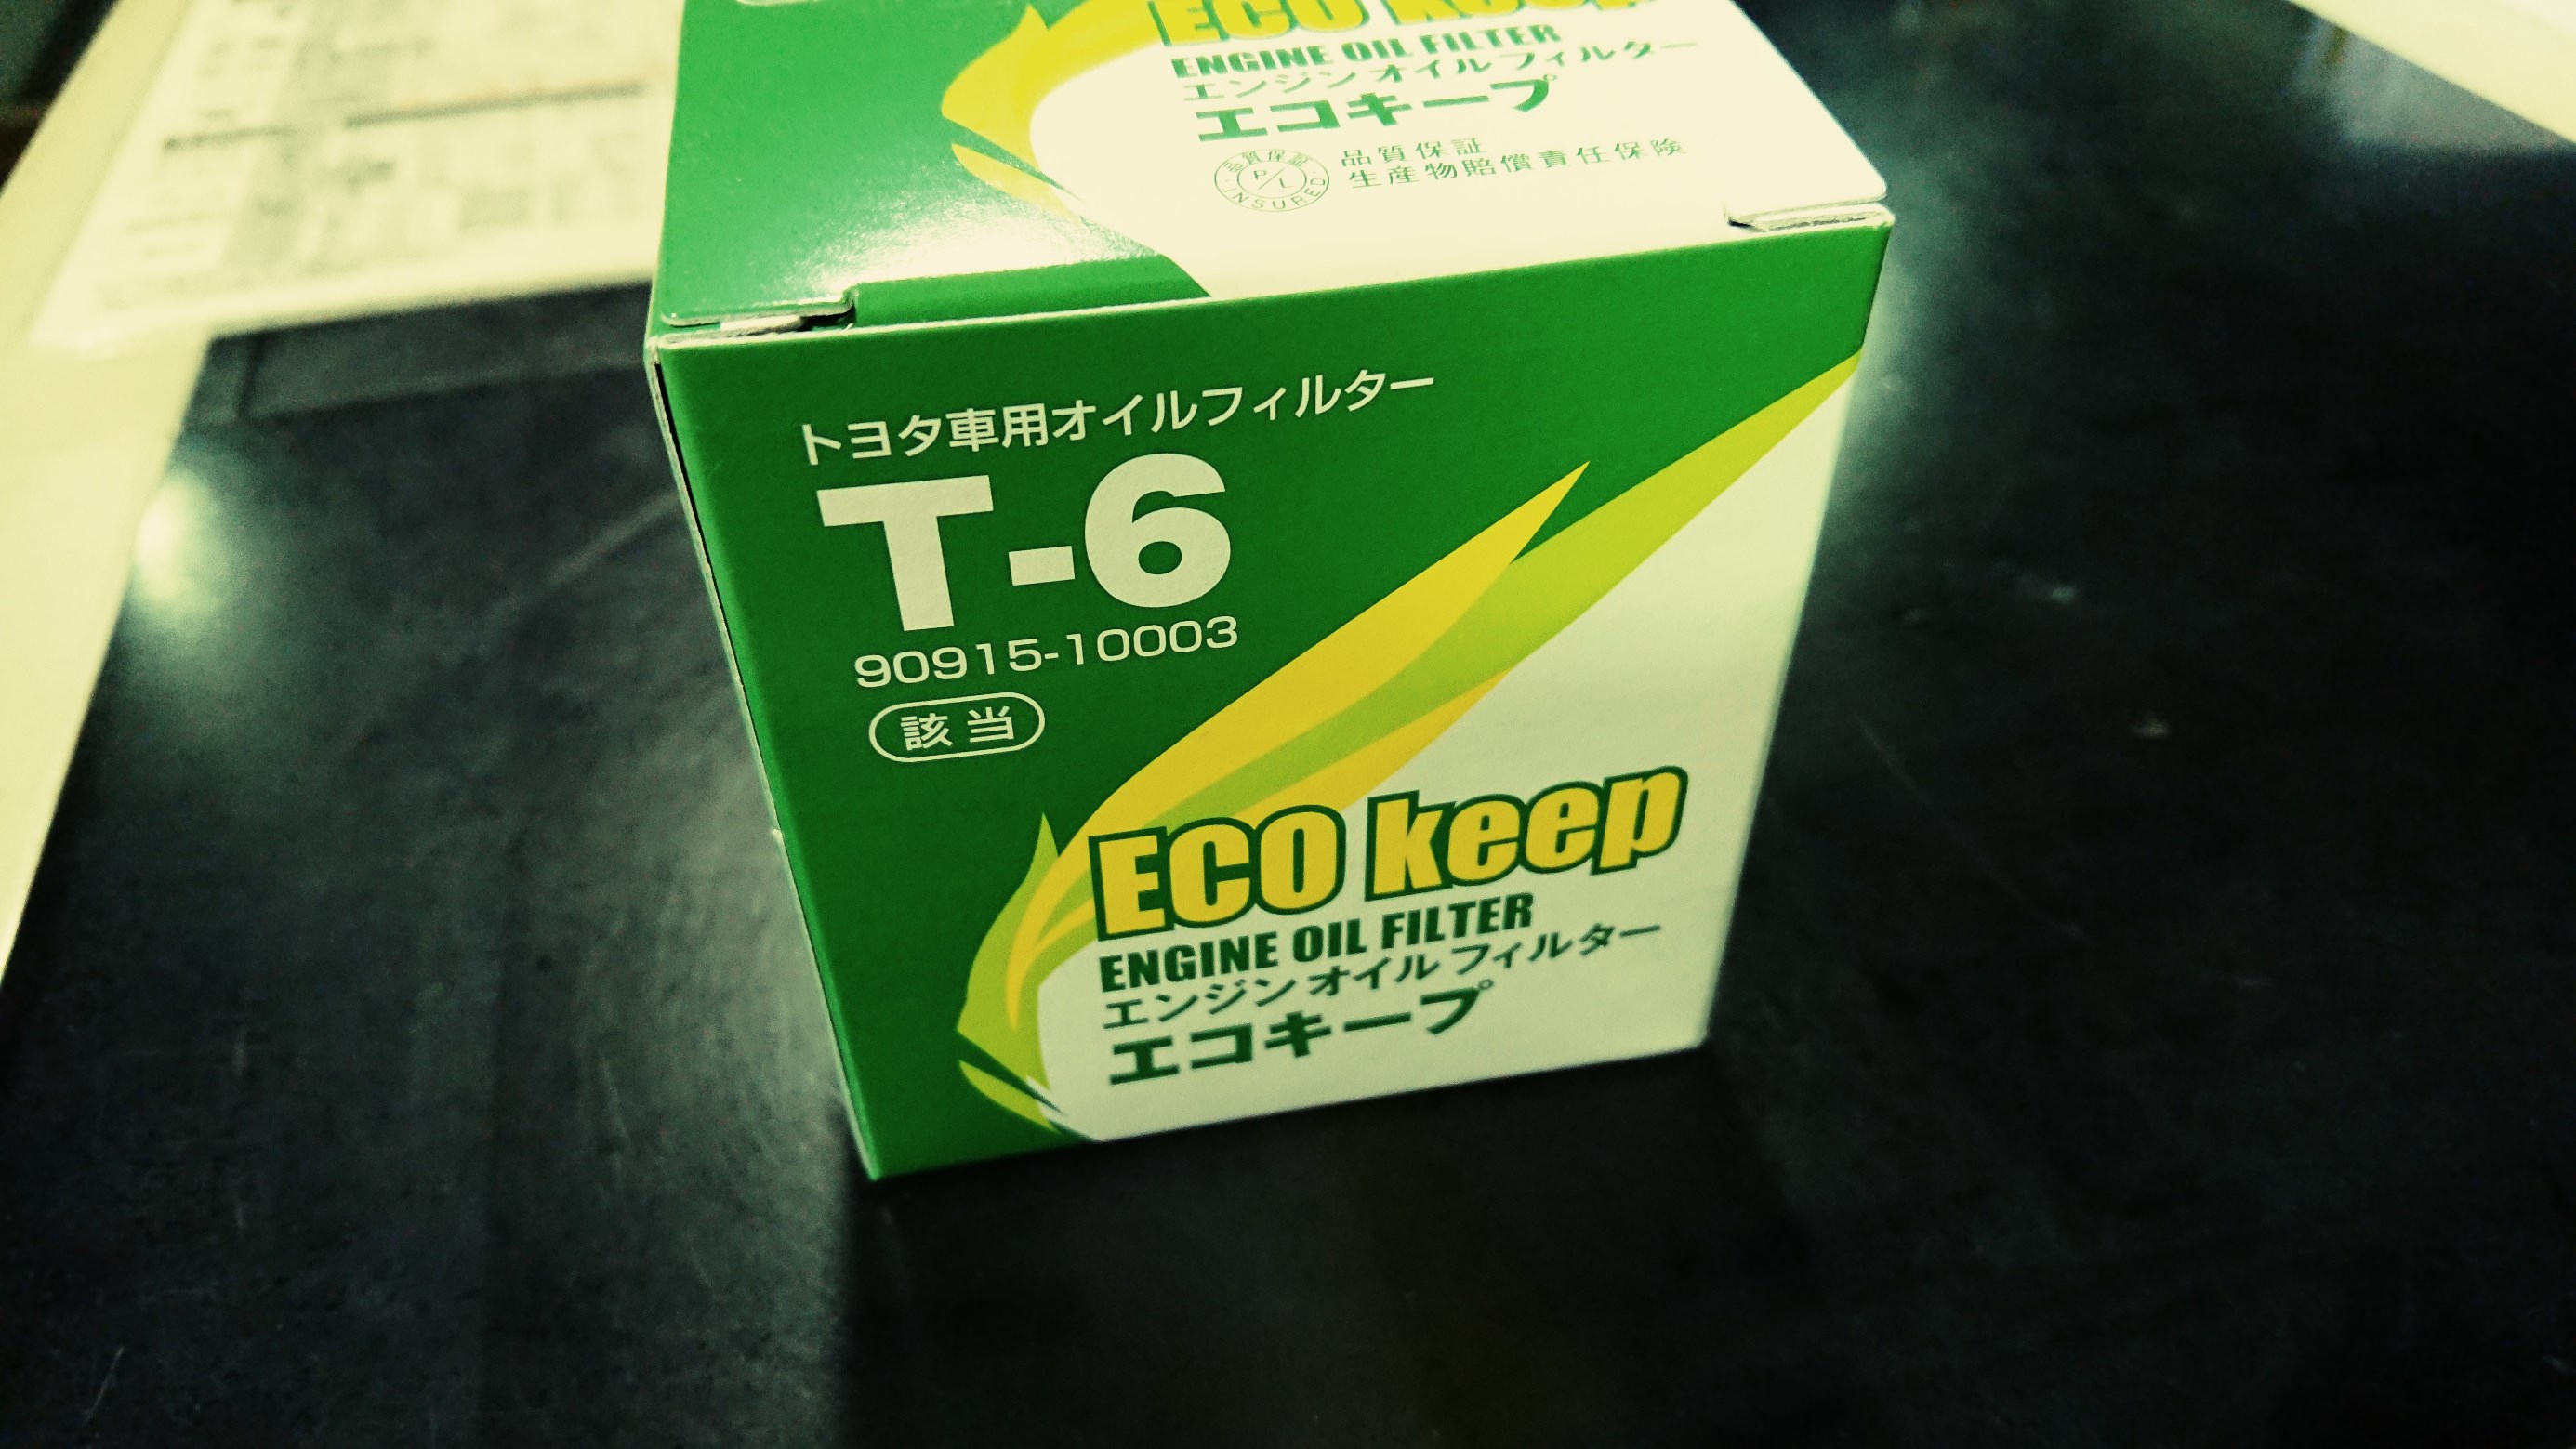 ECO keep
ENGINE OIL FILTER
エンジン オイル フィルター
エコキープ
品質保証
P/L
INSURED
品質保証
生産物賠償責任保険
トヨタ車用オイルフィルター
T-6
90915-10003
該当
ECO keep
ENGINE OIL FILTER
エンジン オイル フィルター
エコキープ